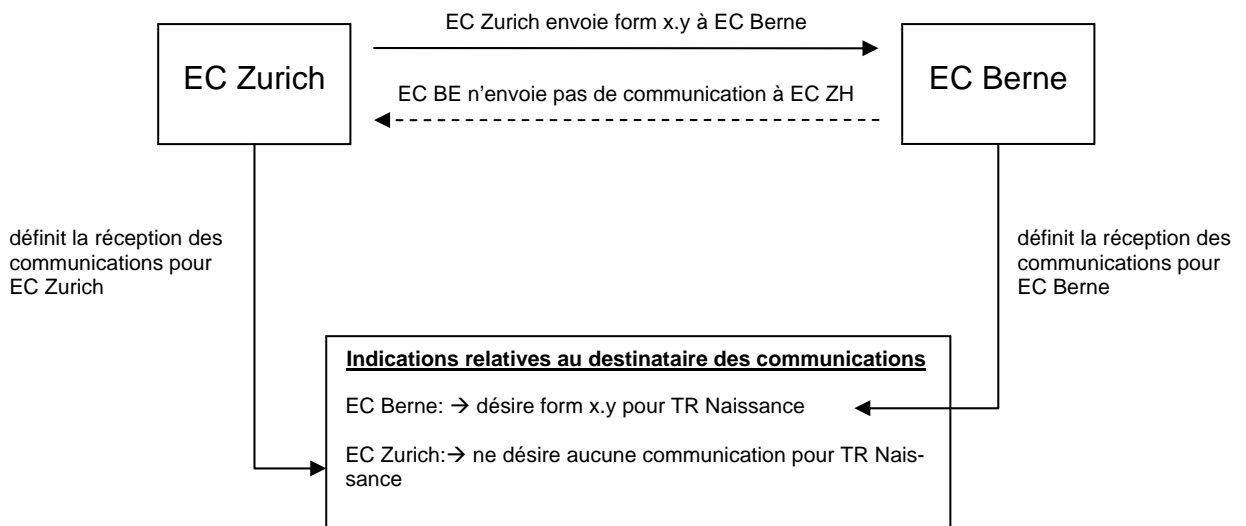 EC Zurich envoie form x.y à EC Berne
EC Zurich
EC Berne
EC BE n’envoie pas de communication à EC ZH
définit la réception des
communications pour
EC Zurich
définit la réception des
communications pour
EC Berne
Indications relatives au destinataire des communications
EC Berne: → désire form x.y pour TR Naissance
EC Zurich:→ ne désire aucune communication pour TR Nais-
sance